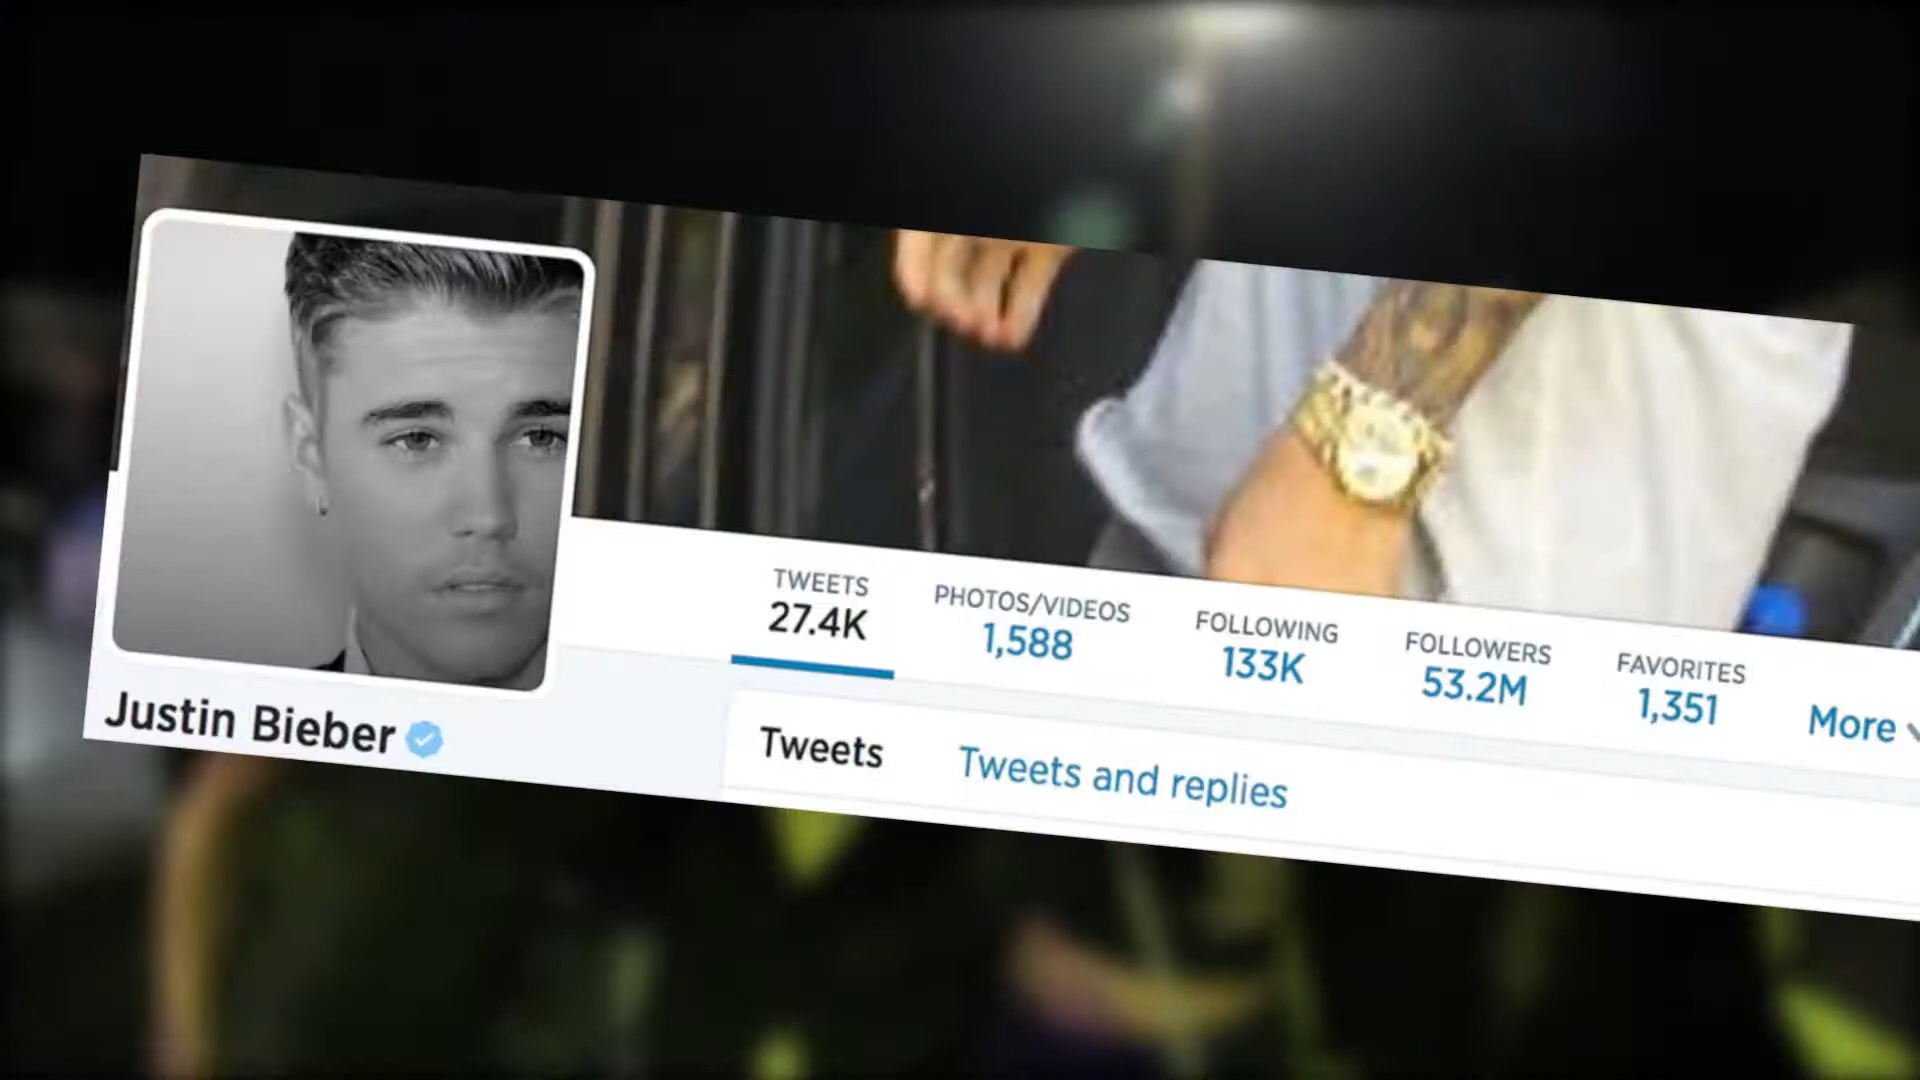 TWEETS
27.4K
PHOTOS/VIDEOS
1,588
FOLLOWING
133K
FOLLOWERS
53.2M
FAVORITES
1,351
More
Justin Bieber
Tweets
Tweets and replies